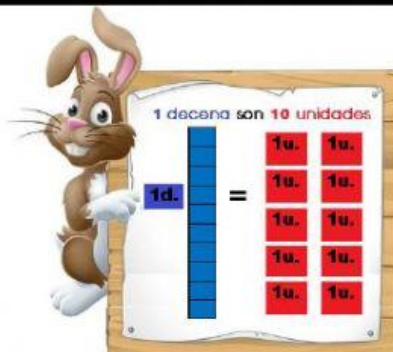 1 decena son 10 unidades
1d. = 1u. 1u.
1u. 1u.
1u. 1u.
1u. 1u.
1u. 1u.